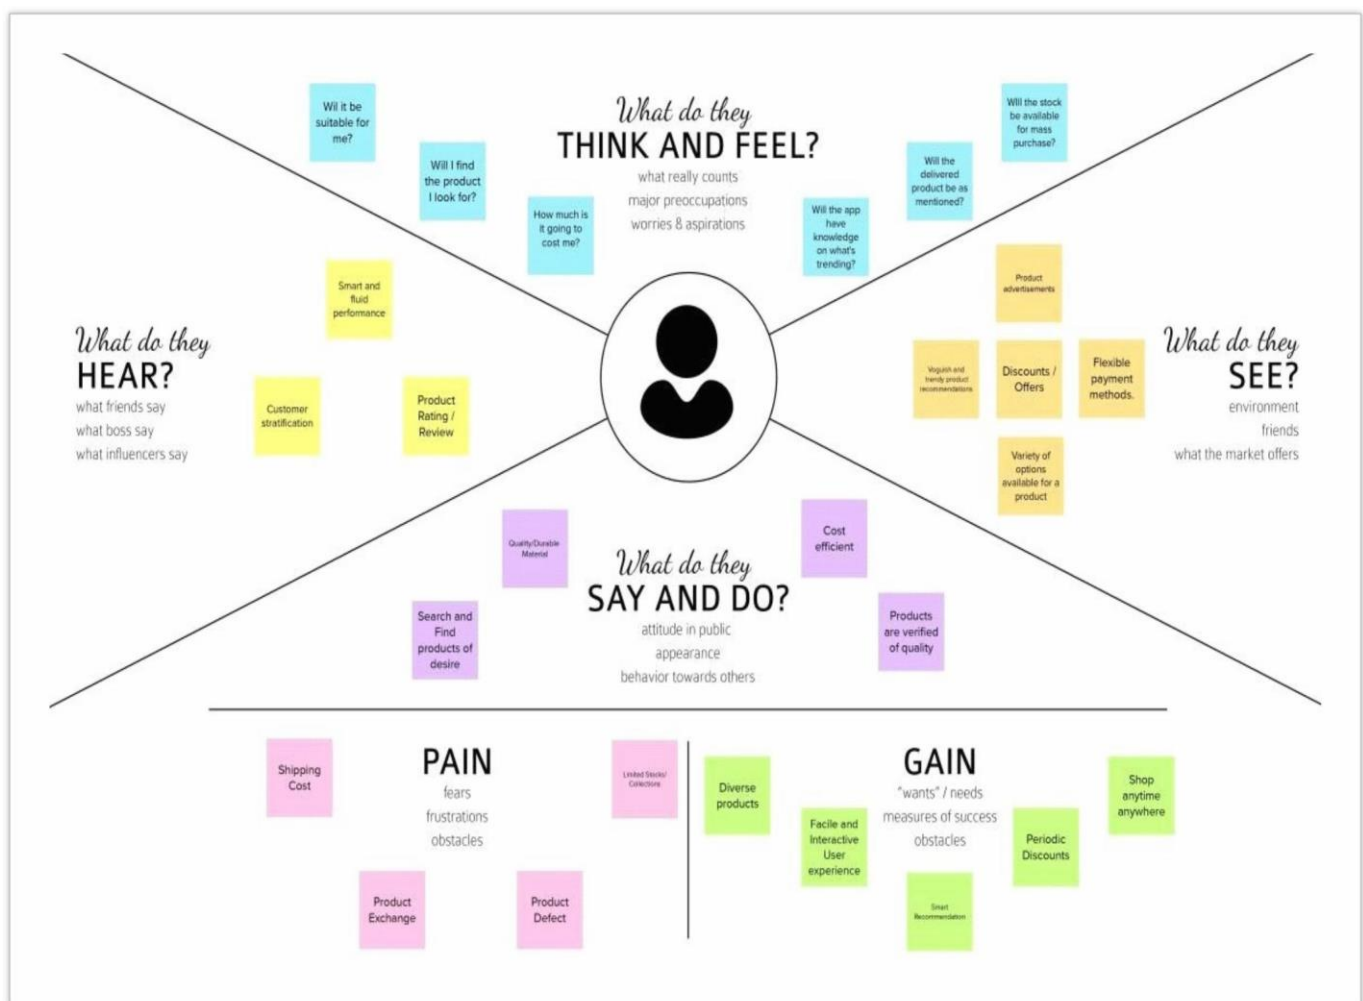 What do they
THINK AND FEEL?
what really counts
major preoccupations
worries & aspirations
Wil it be
suitable for
me?
Will I find
the product
I look for?
How much is
it going to
cost me?
Will the app
have
knowledge
on what's
trending?
Will the
delivered
product be as
mentioned?
Will the stock
be available
for mass
purchase?
What do they
HEAR?
what friends say
what boss say
what influencers say
Smart and
fluid
performance
Customer
stratification
Product
Rating /
Review
What do they
SEE?
environment
friends
what the market offers
Product
advertisements
Voguish and
trendy product
recommendations
Discounts /
Offers
Flexible
payment
methods.
Variety of
options
available for a
product
What do they
SAY AND DO?
attitude in public
appearance
behavior towards others
Quality/Durable
Material
Search and
Find
products of
desire
Cost
efficient
Products
are verified
of quality
PAIN
fears
frustrations
obstacles
Shipping
Cost
Limited Stocks/
Collections
Product
Exchange
Product
Defect
GAIN
"wants" / needs
measures of success
obstacles
Diverse
products
Facile and
Interactive
User
experience
Smart
Recommendation
Periodic
Discounts
Shop
anytime
anywhere